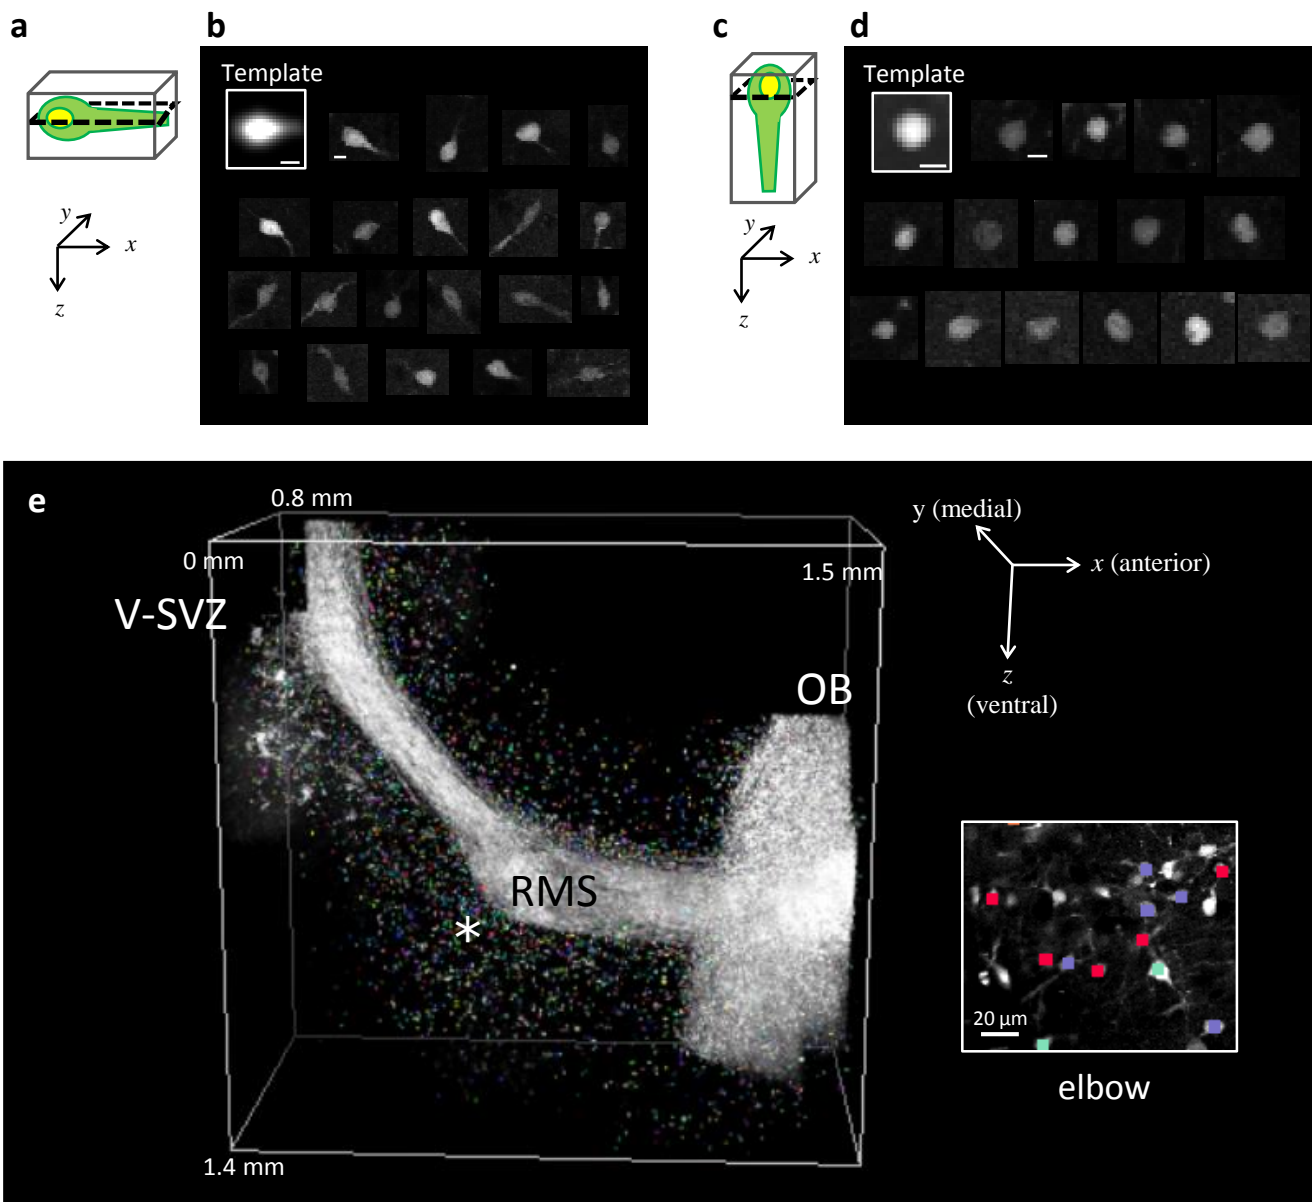 a
b
c
d
Template
Template
y
x
z
y
x
z
e
0.8 mm
0 mm
1.5 mm
V-SVZ
OB
RMS
*
1.4 mm
y (medial)
x (anterior)
z
(ventral)
20 µm
elbow